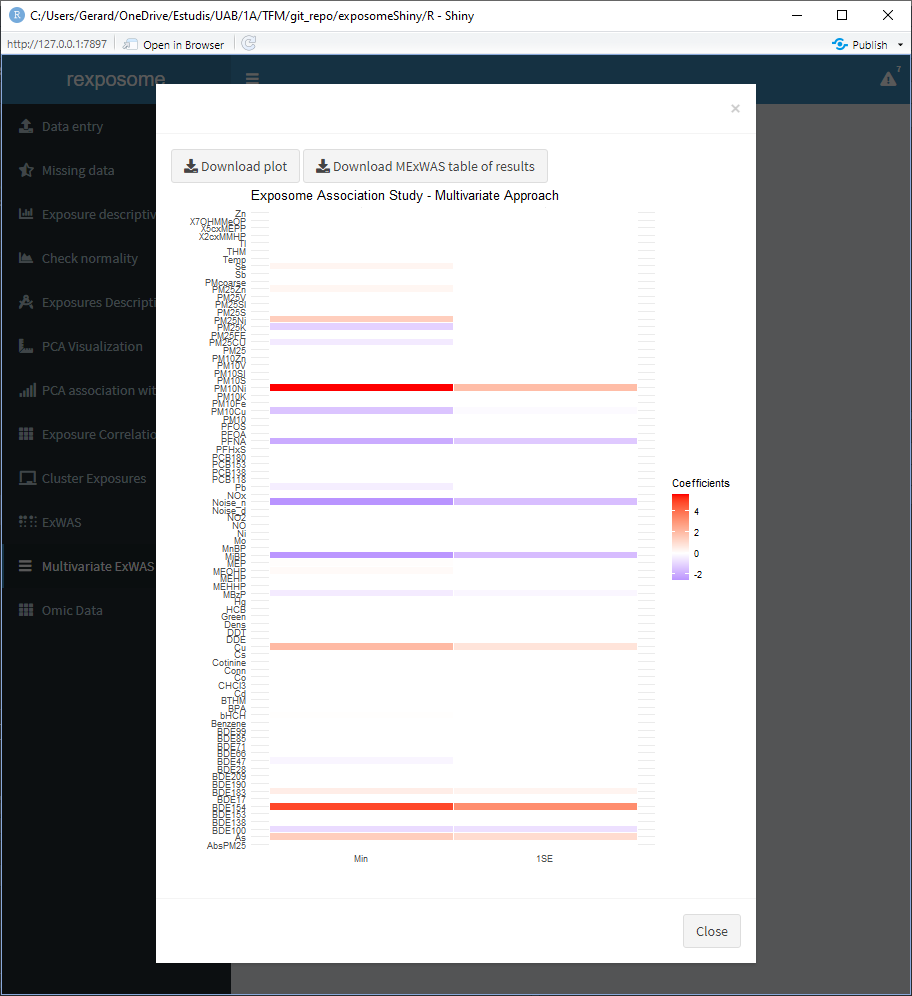 C:/Users/Gerard/OneDrive/Estudis/UAB/1A/TFM/git_repo/exposomeShiny/R - Shiny
http://127.0.0.1:7897 Open in Browser Publish
rexposome
7
Data entry
Missing data
Exposure descriptiv
Check normality
Exposures Descripti
PCA Visualization
PCA association wit
Exposure Correlatio
Cluster Exposures
ExWAS
Multivariate ExWAS
Omic Data
×
Download plot Download MExWAS table of results
Exposome Association Study - Multivariate Approach
Zn
X7OHMMeOP
X5cxMEPP
X2cxMMHP
Tl
THM
Temp
Se
Sb
PMcoarse
PM25Zn
PM25V
PM25SI
PM25S
PM25Ni
PM25K
PM25FE
PM25CU
PM25
PM10Zn
PM10V
PM10SI
PM10S
PM10Ni
PM10K
PM10Fe
PM10Cu
PM10
PFOS
PFOA
PFNA
PFHxS
PCB180
PCB153
PCB138
PCB118
Pb
NOx
Noise_n
Noise_d
NO2
NO
Ni
Mo
MnBP
MiBP
MEP
MEOHP
MEHP
MEHHP
MBzP
Hg
HCB
Green
Dens
DDT
DDE
Cu
Cs
Cotinine
Conn
Co
CHCl3
Cd
BTHM
BPA
bHCH
Benzene
BDE99
BDE85
BDE71
BDE66
BDE47
BDE28
BDE209
BDE190
BDE183
BDE17
BDE154
BDE153
BDE138
BDE100
As
AbsPM25
Min 1SE
Coefficients
4
2
0
-2
Close